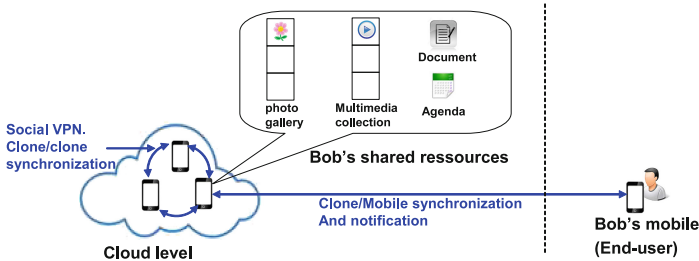 Document
photo
gallery
Multimedia
collection
Agenda
Social VPN.
Clone/clone
synchronization
Bob's shared ressources
Clone/Mobile synchronization
And notification
Cloud level
Bob's mobile
(End-user)